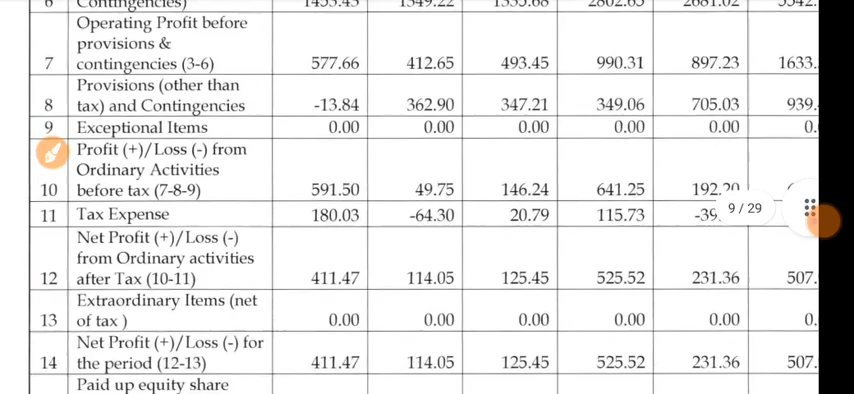 6 Contingencies) 1453.43 1349.22 1335.68 2802.65 2681.02
Operating Profit before
provisions &
7 contingencies (3-6) 577.66 412.65 493.45 990.31 897.23 1633.
Provisions (other than
8 tax) and Contingencies -13.84 362.90 347.21 349.06 705.03 939.
9 Exceptional Items 0.00 0.00 0.00 0.00 0.00 0.
Profit (+)/Loss (-) from
Ordinary Activities
10 before tax (7-8-9) 591.50 49.75 146.24 641.25 192.20
11 Tax Expense 180.03 -64.30 20.79 115.73
9 / 29
Net Profit (+)/Loss (-)
from Ordinary activities
12 after Tax (10-11) 411.47 114.05 125.45 525.52 231.36 507.
Extraordinary Items (net
13 of tax ) 0.00 0.00 0.00 0.00 0.00 0.
Net Profit (+)/Loss (-) for
14 the period (12-13) 411.47 114.05 125.45 525.52 231.36 507.
Paid up equity share